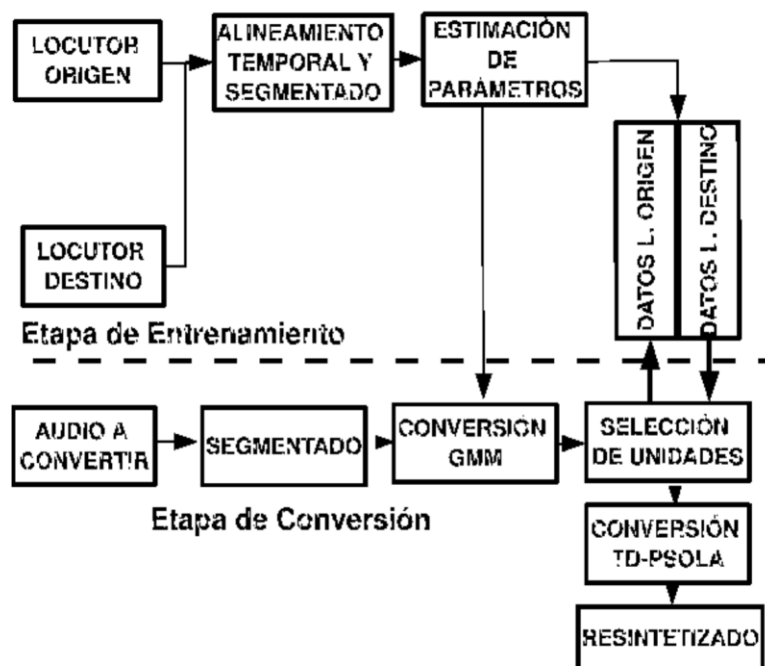 LOCUTOR
ORIGEN
ALINEAMIENTO
TEMPORAL Y
SEGMENTADO
ESTIMACIÓN
DE
PARÁMETROS
DATOS L. ORIGEN
DATOS L. DESTINO
LOCUTOR
DESTINO
Etapa de Entrenamiento
AUDIO A
CONVERTIR
SEGMENTADO
CONVERSIÓN
GMM
SELECCIÓN
DE UNIDADES
Etapa de Conversión
CONVERSIÓN
TD-PSOLA
RESINTETIZADO